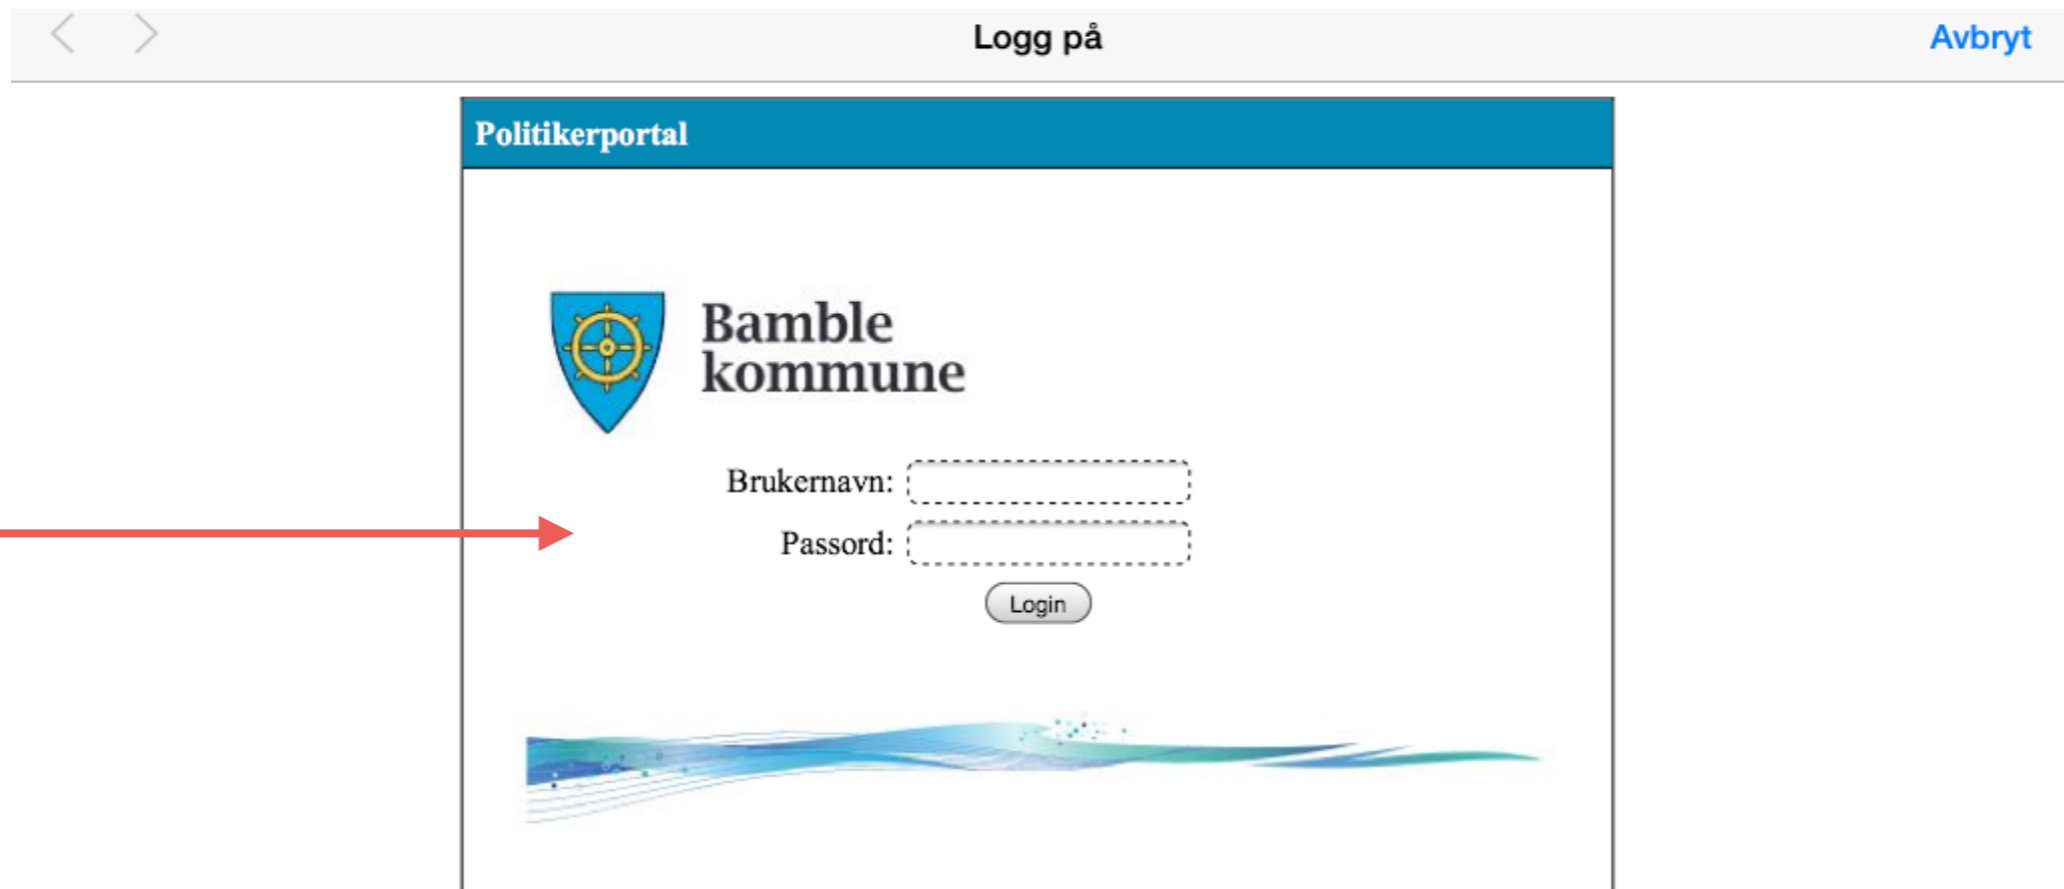 Logg på
Avbryt
Politikerportal
Bamble
kommune
Brukernavn:
Passord:
Login